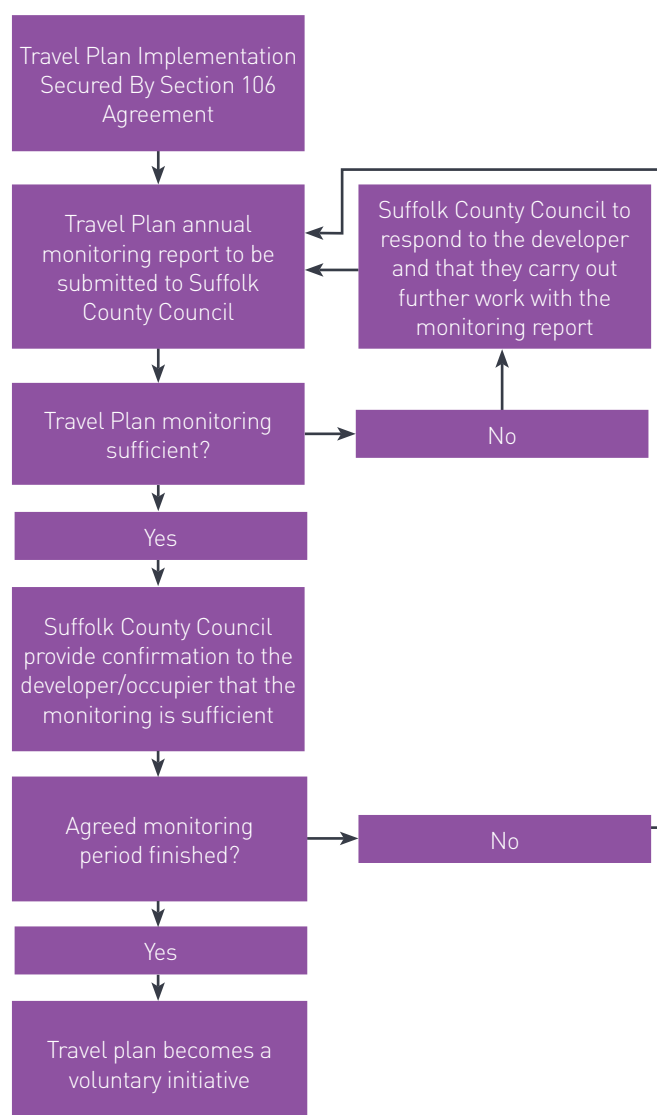 Travel Plan Implementation
Secured By Section 106
Agreement
Travel Plan annual
monitoring report to be
submitted to Suffolk
County Council
Suffolk County Council to
respond to the developer
and that they carry out
further work with the
monitoring report
Travel Plan monitoring
sufficient?
No
Yes
Suffolk County Council
provide confirmation to the
developer/occupier that the
monitoring is sufficient
Agreed monitoring
period finished?
No
Yes
Travel plan becomes a
voluntary initiative